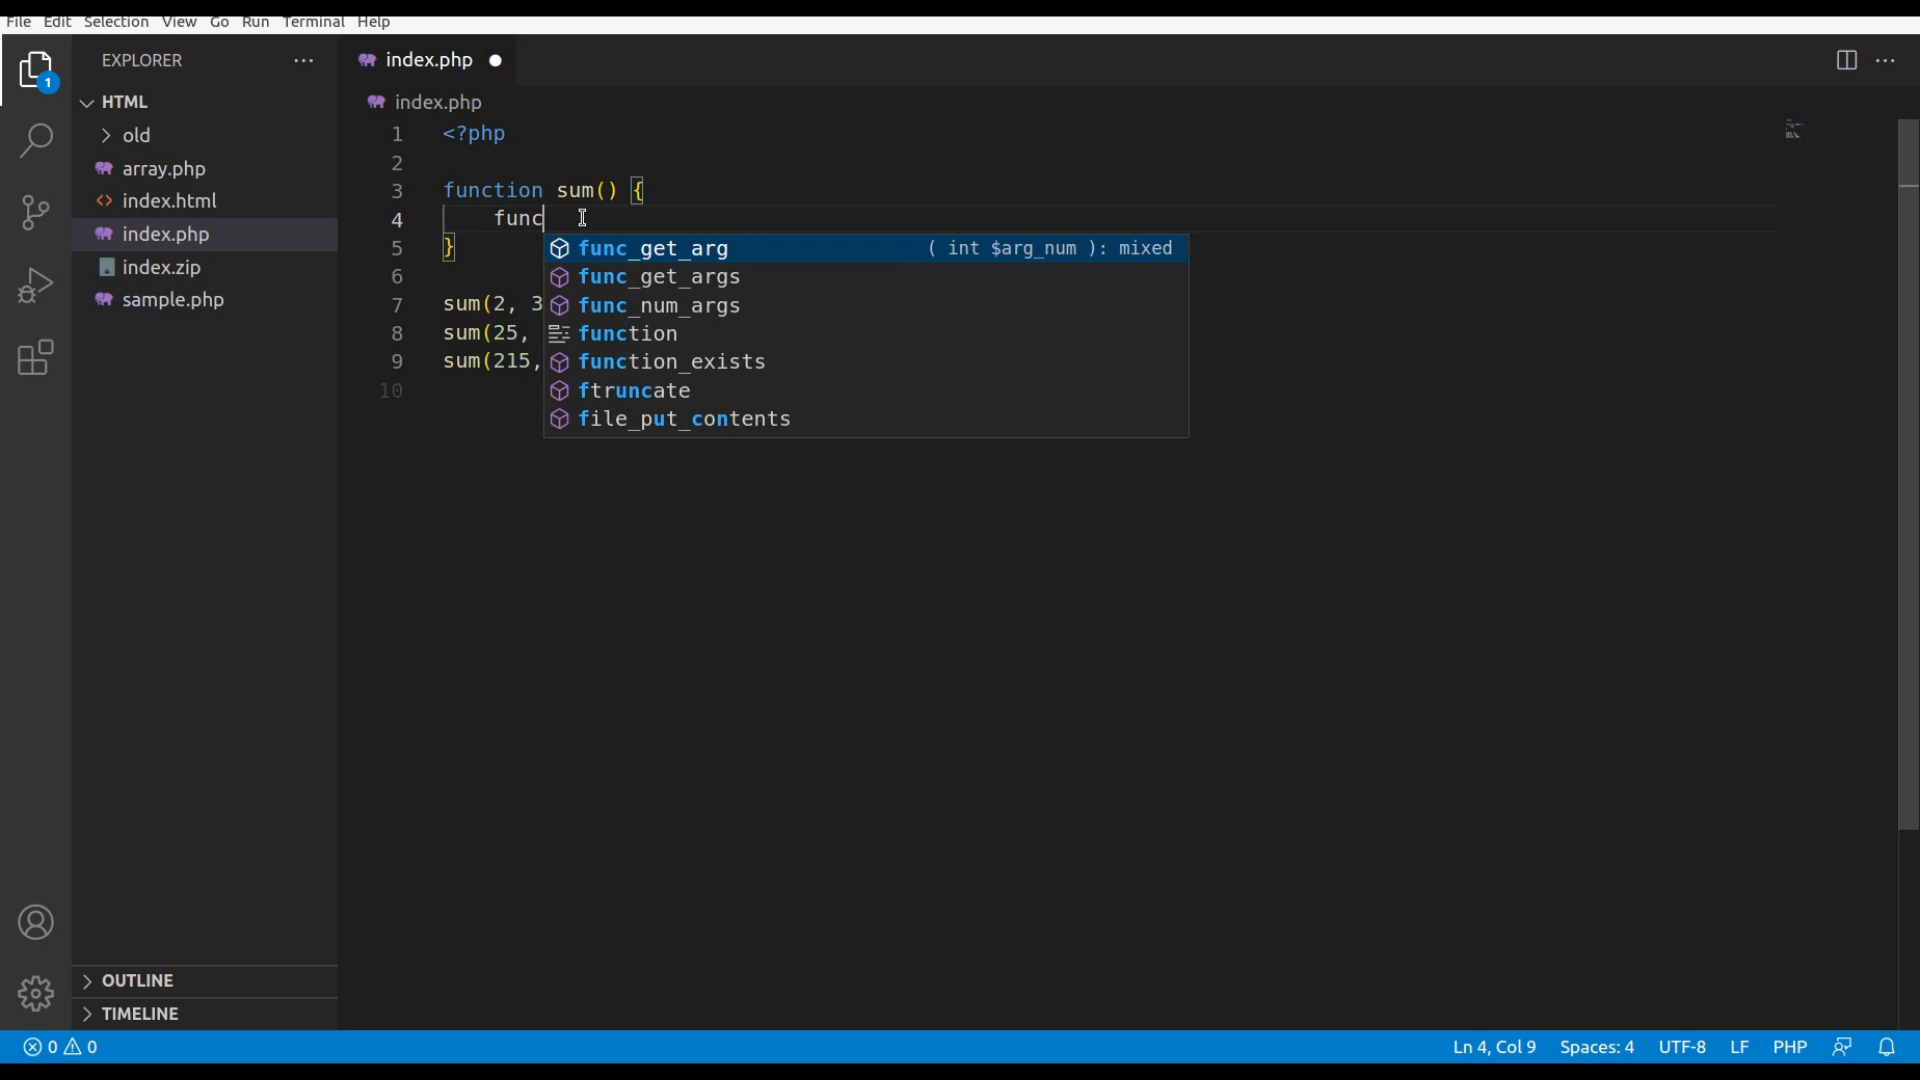 File Edit Selection View Go Run Terminal Help
EXPLORER
HTML
old
array.php
index.html
index.php
index.zip
sample.php
OUTLINE
TIMELINE
1
index.php
index.php
1 <?php
2
3 function sum() {
4 func
5 }
6
7 sum(2, 3
8 sum(25,
9 sum(215,
10
func_get_arg ( int $arg_num ): mixed
func_get_args
func_num_args
function
function_exists
ftruncate
file_put_contents
0 0 Ln 4, Col 9 Spaces: 4 UTF-8 LF PHP